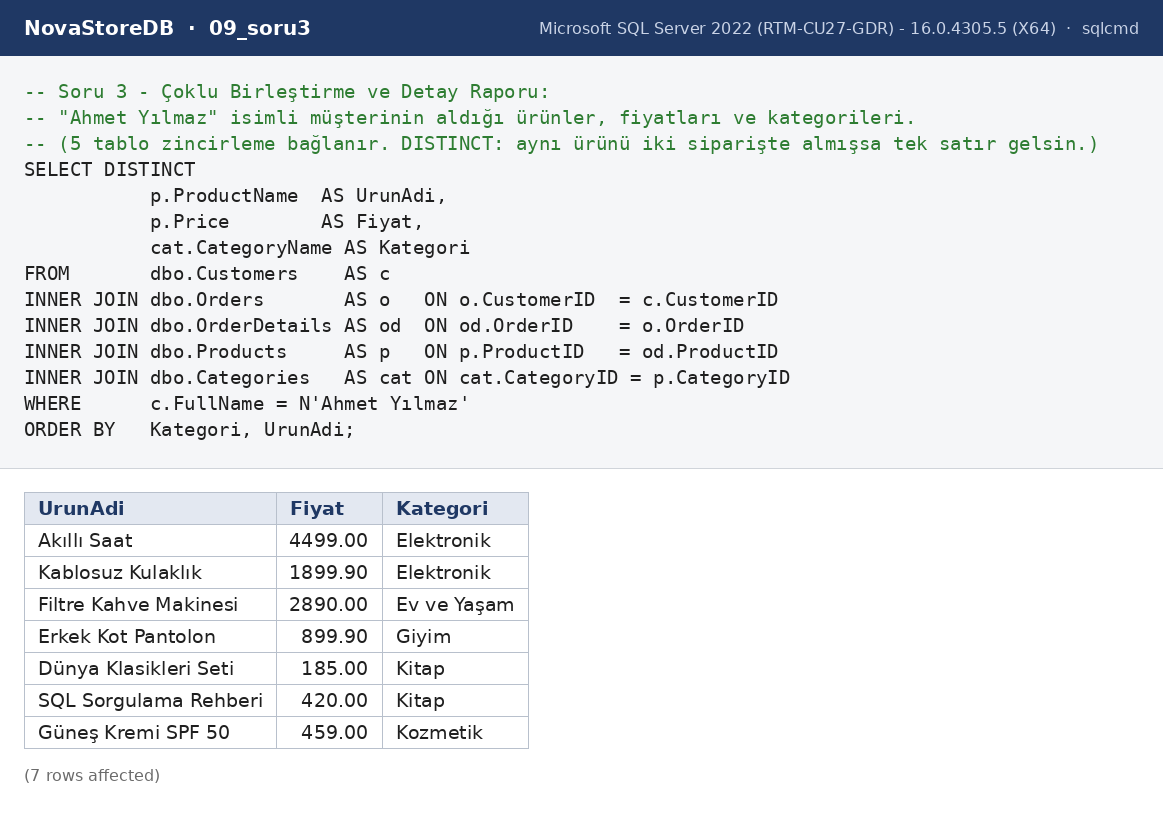 NovaStoreDB · 09_soru3
Microsoft SQL Server 2022 (RTM-CU27-GDR) - 16.0.4305.5 (X64) · sqlcmd
-- Soru 3 - Çoklu Birleştirme ve Detay Raporu:
-- "Ahmet Yılmaz" isimli müşterinin aldığı ürünler, fiyatları ve kategorileri.
-- (5 tablo zincirleme bağlanır. DISTINCT: aynı ürünü iki siparişte almışsa tek satır gelsin.)
SELECT DISTINCT
           p.ProductName  AS UrunAdi,
           p.Price        AS Fiyat,
           cat.CategoryName AS Kategori
FROM       dbo.Customers    AS c
INNER JOIN dbo.Orders       AS o   ON o.CustomerID  = c.CustomerID
INNER JOIN dbo.OrderDetails AS od  ON od.OrderID    = o.OrderID
INNER JOIN dbo.Products     AS p   ON p.ProductID   = od.ProductID
INNER JOIN dbo.Categories   AS cat ON cat.CategoryID = p.CategoryID
WHERE      c.FullName = N'Ahmet Yılmaz'
ORDER BY   Kategori, UrunAdi;
UrunAdi Fiyat Kategori
Akıllı Saat 4499.00 Elektronik
Kablosuz Kulaklık 1899.90 Elektronik
Filtre Kahve Makinesi 2890.00 Ev ve Yaşam
Erkek Kot Pantolon 899.90 Giyim
Dünya Klasikleri Seti 185.00 Kitap
SQL Sorgulama Rehberi 420.00 Kitap
Güneş Kremi SPF 50 459.00 Kozmetik
(7 rows affected)